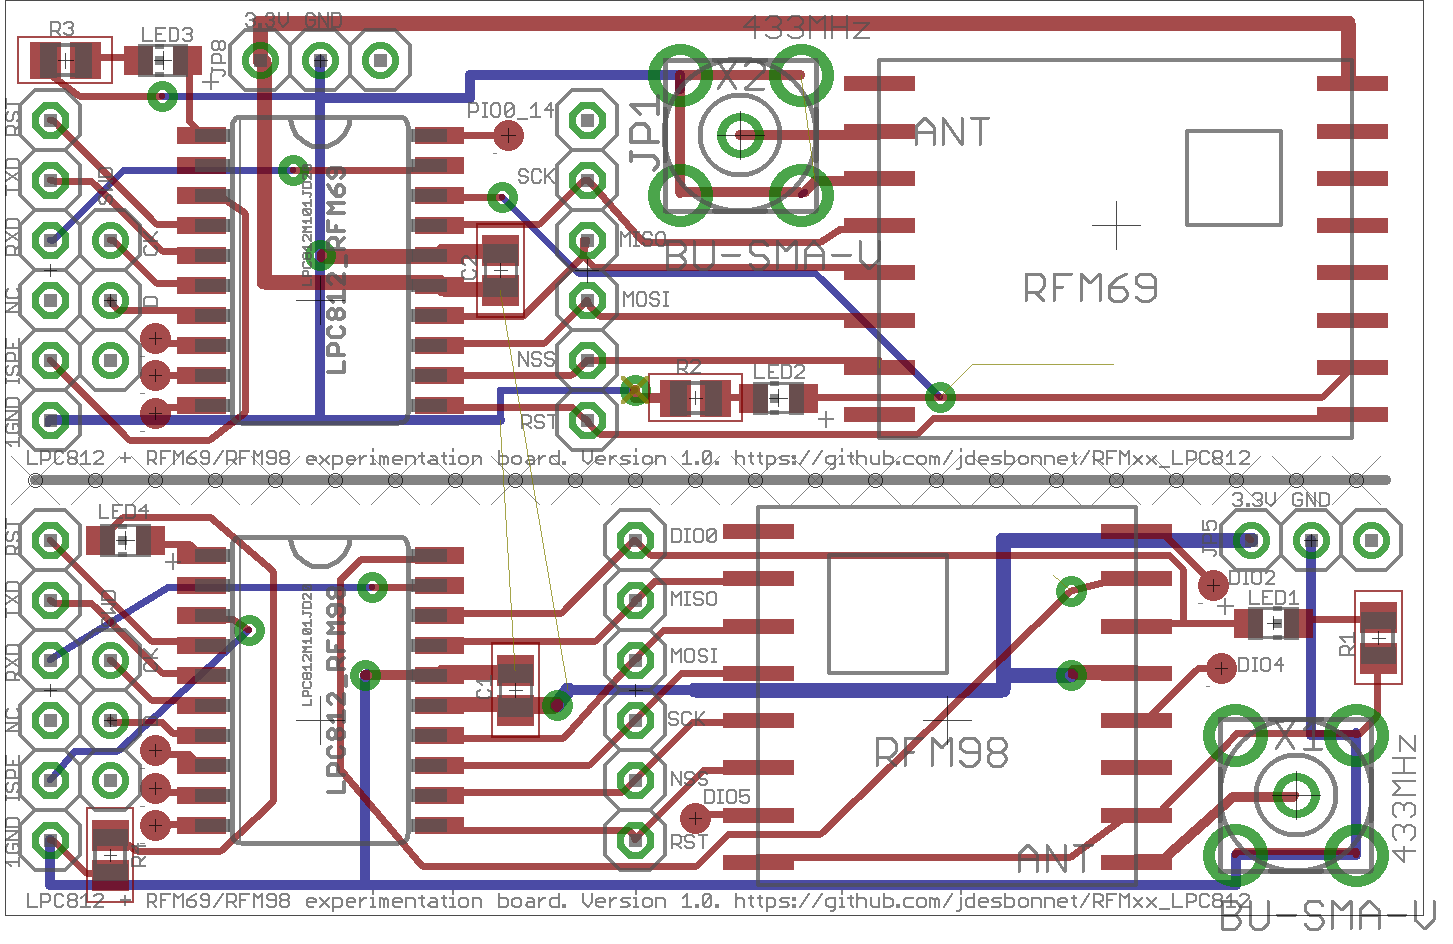 3.3V GND
433MHz
R3
LED3
JP8
X2
RST
PIO0_14
JP1
ANT
TXD
SCK
LPC812M101JD20
LPC812_RFM69
RXD
CK
MISO
BU-SMA-V
C2
RFM69
NC
D
MOSI
ISPE
NSS
R2
LED2
1GND
RST
LPC812 + RFM69/RFM98 experimentation board. Version 1.0. https://github.com/jdesbonnet/RFMxx_LPC812
3.3V GND
LED4
RST
DIO0
JP5
DIO2
TXD
MISO
LED1
LPC812M101JD20
LPC812_RFM98
RXD
CK
MOSI
DIO4
R1
C1
NC
SCK
RFM98
X1
433MHz
ISPE
NSS
DIO5
1GND
R4
RST
ANT
LPC812 + RFM69/RFM98 experimentation board. Version 1.0. https://github.com/jdesbonnet/RFMxx_LPC812
BU-SMA-V